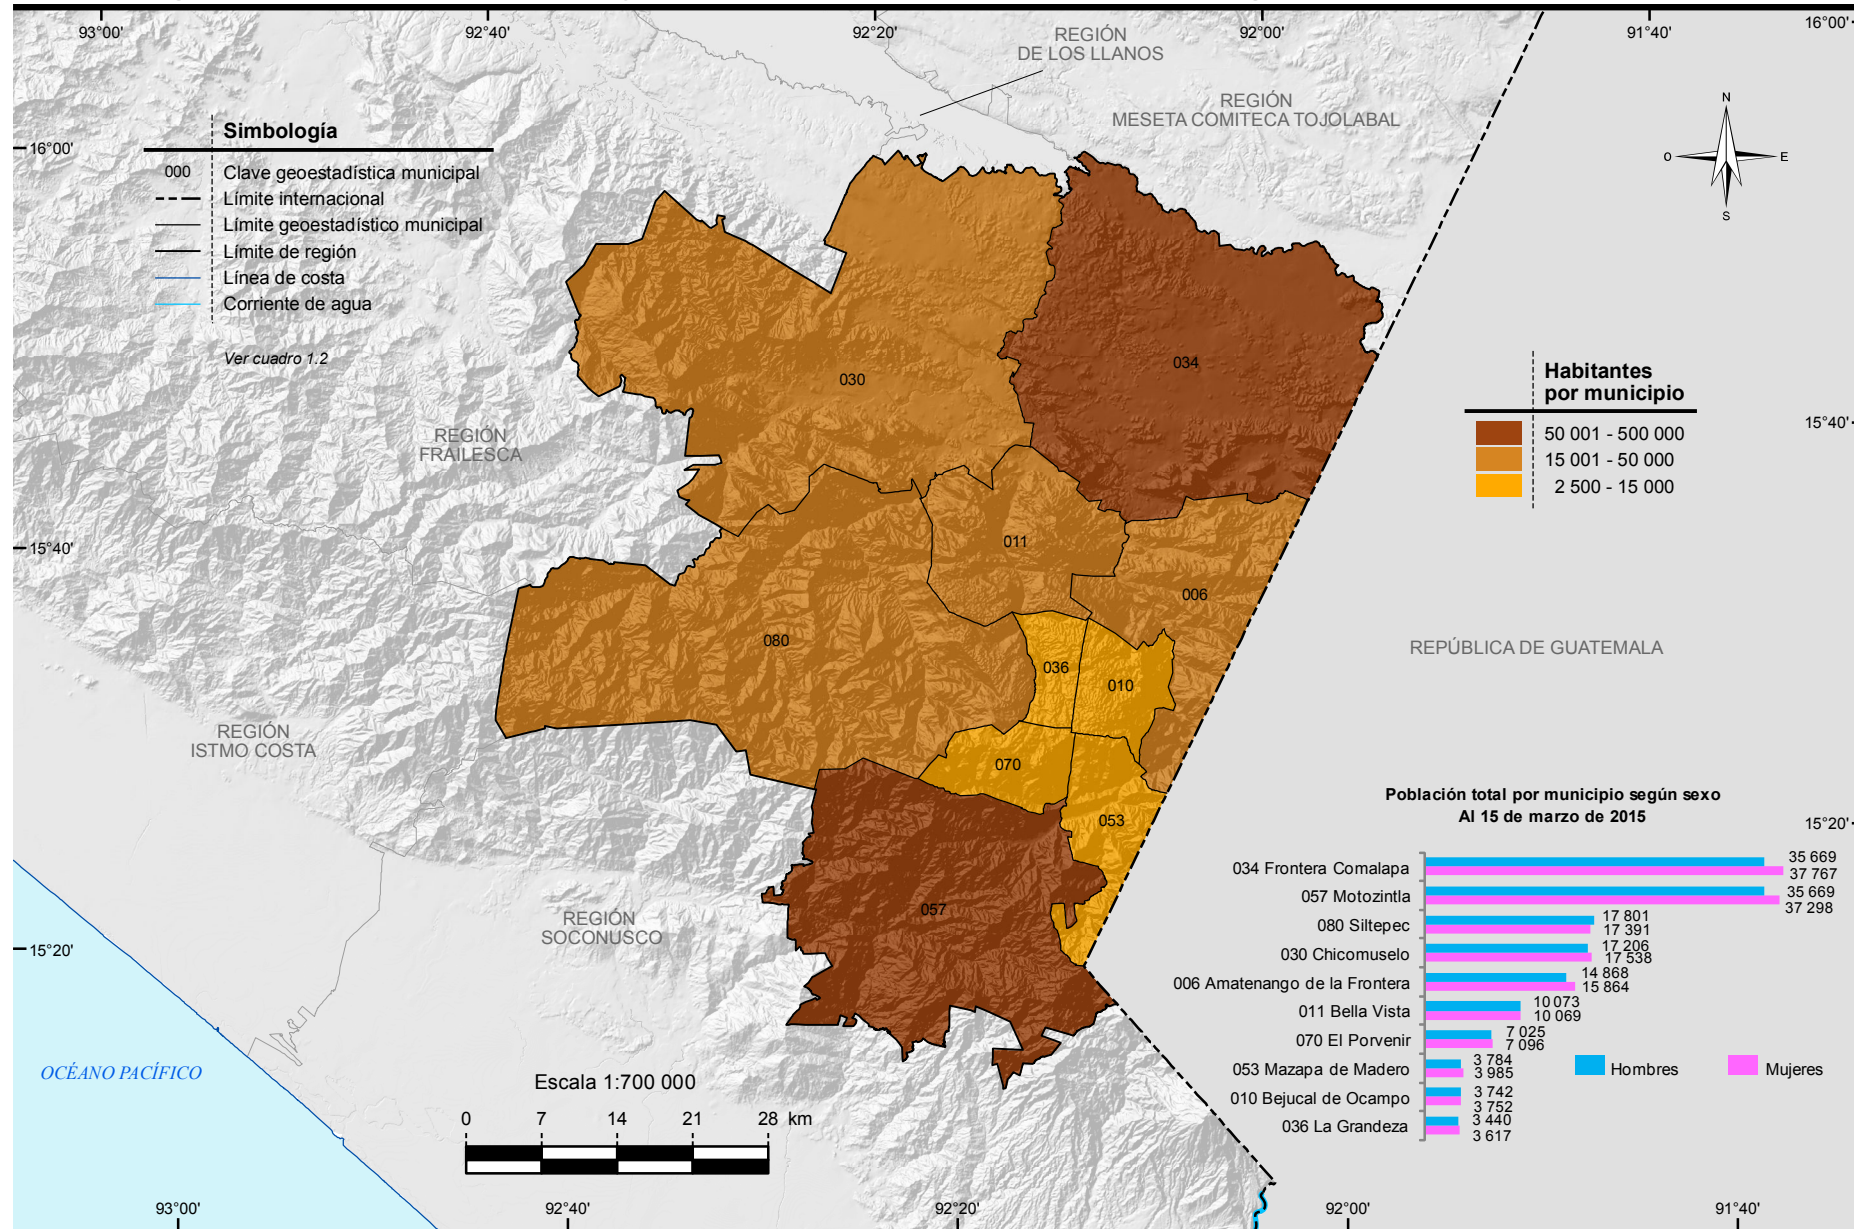 93°00'
92°40'
92°20'
92°00'
91°40'
16°00'
REGIÓN
DE LOS LLANOS
REGIÓN
MESETA COMITECA TOJOLABAL
N
O
E
S
Simbología
16°00'
000 Clave geoestadística municipal
Límite internacional
Límite geoestadístico municipal
Límite de región
Línea de costa
Corriente de agua
Ver cuadro 1.2
030
034
Habitantes
por municipio
50 001 - 500 000
15 001 - 50 000
2 500 - 15 000
15°40'
REGIÓN
FRAILESCA
15°40'
011
006
080
036
010
REPÚBLICA DE GUATEMALA
REGIÓN
ISTMO COSTA
070
053
15°20'
057
REGIÓN
SOCONUSCO
15°20'
Población total por municipio según sexo
Al 15 de marzo de 2015
034 Frontera Comalapa 35 669
37 767
057 Motozintla 35 669
37 298
080 Siltepec 17 801
17 391
030 Chicomuselo 17 206
17 538
006 Amatenango de la Frontera 14 868
15 864
011 Bella Vista 10 073
10 069
070 El Porvenir 7 025
7 096
053 Mazapa de Madero 3 784
3 985
010 Bejucal de Ocampo 3 742
3 752
036 La Grandeza 3 440
3 617
Hombres
Mujeres
OCÉANO PACÍFICO
Escala 1:700 000
0 7 14 21 28 km
93°00'
92°40'
92°20'
92°00'
91°40'